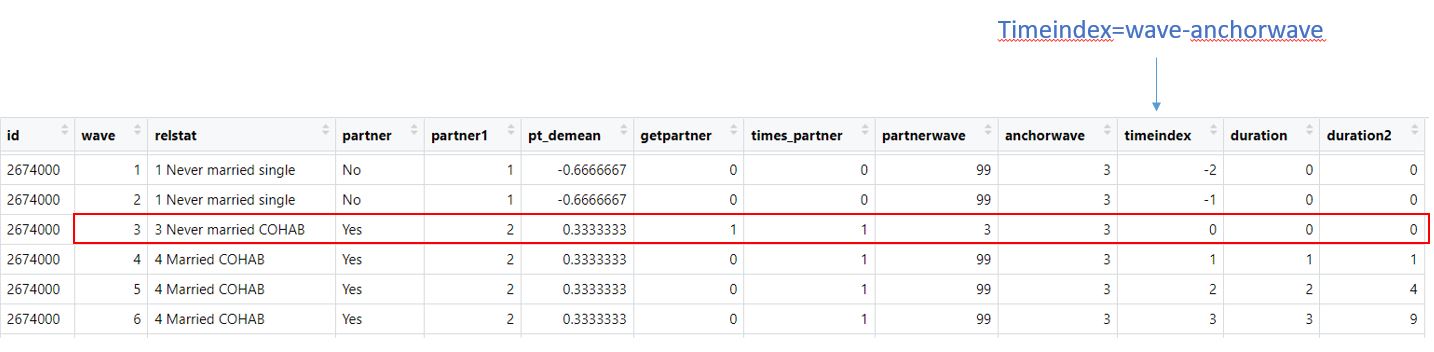 Timeindex=wave-anchorwave
id wave relstat partner partner1 pt_demean getpartner times_partner partnerwave anchorwave timeindex duration duration2
2674000 1 1 Never married single No 1 -0.6666667 0 0 99 3 -2 0 0
2674000 2 1 Never married single No 1 -0.6666667 0 0 99 3 -1 0 0
2674000 3 3 Never married COHAB Yes 2 0.3333333 1 1 3 3 0 0 0
2674000 4 4 Married COHAB Yes 2 0.3333333 0 1 99 3 1 1 1
2674000 5 4 Married COHAB Yes 2 0.3333333 0 1 99 3 2 2 4
2674000 6 4 Married COHAB Yes 2 0.3333333 0 1 99 3 3 3 9